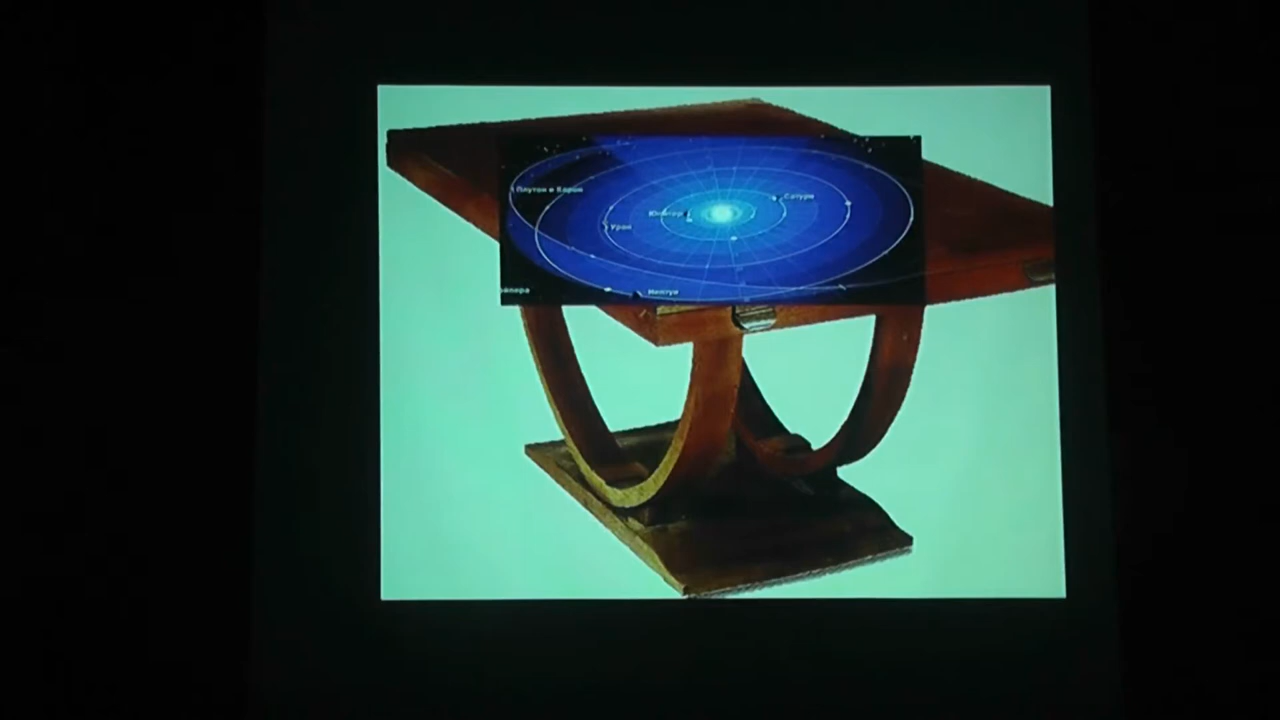 Плутон и Харон
Сатурн
Юпитер
Уран
Нептун